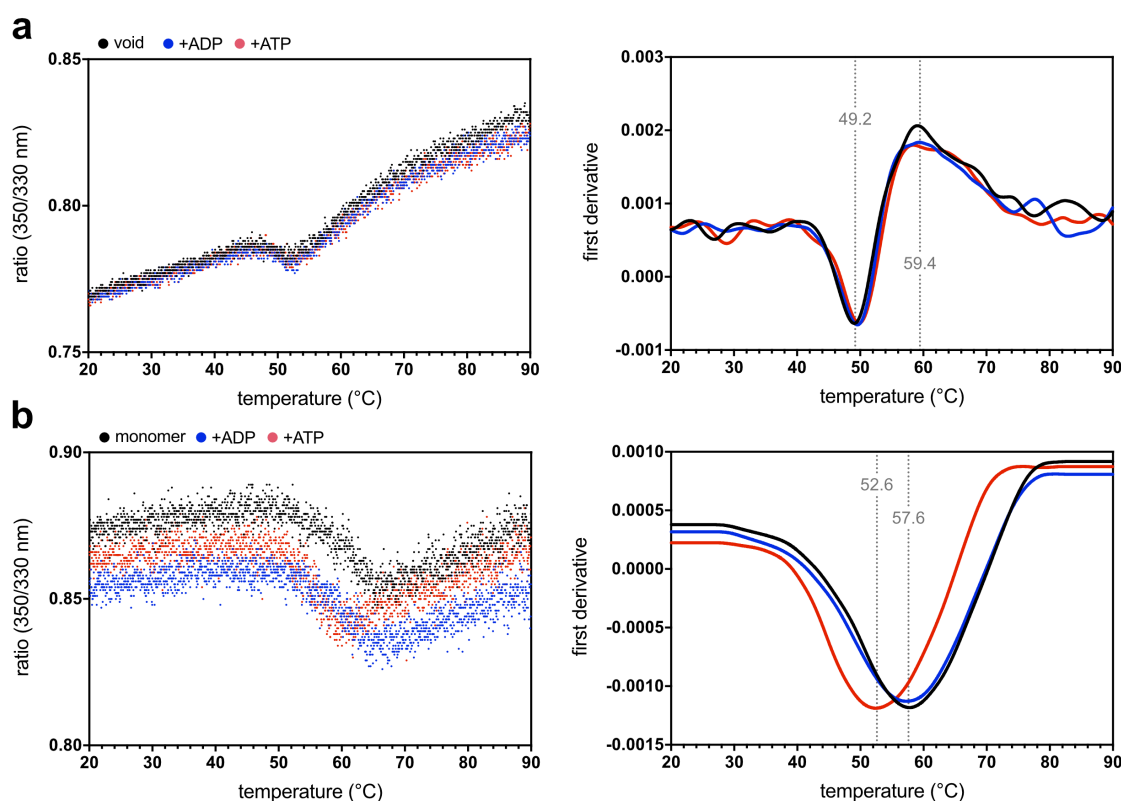 a
void +ADP +ATP
0.85
0.80
0.75
ratio (350/330 nm)
20 30 40 50 60 70 80 90
temperature (°C)
0.003
0.002
0.001
0.000
-0.001
first derivative
49.2
59.4
20 30 40 50 60 70 80 90
temperature (°C)
b
monomer +ADP +ATP
0.90
0.85
0.80
ratio (350/330 nm)
20 30 40 50 60 70 80 90
temperature (°C)
0.0010
0.0005
0.0000
-0.0005
-0.0010
-0.0015
first derivative
52.6
57.6
20 30 40 50 60 70 80 90
temperature (°C)